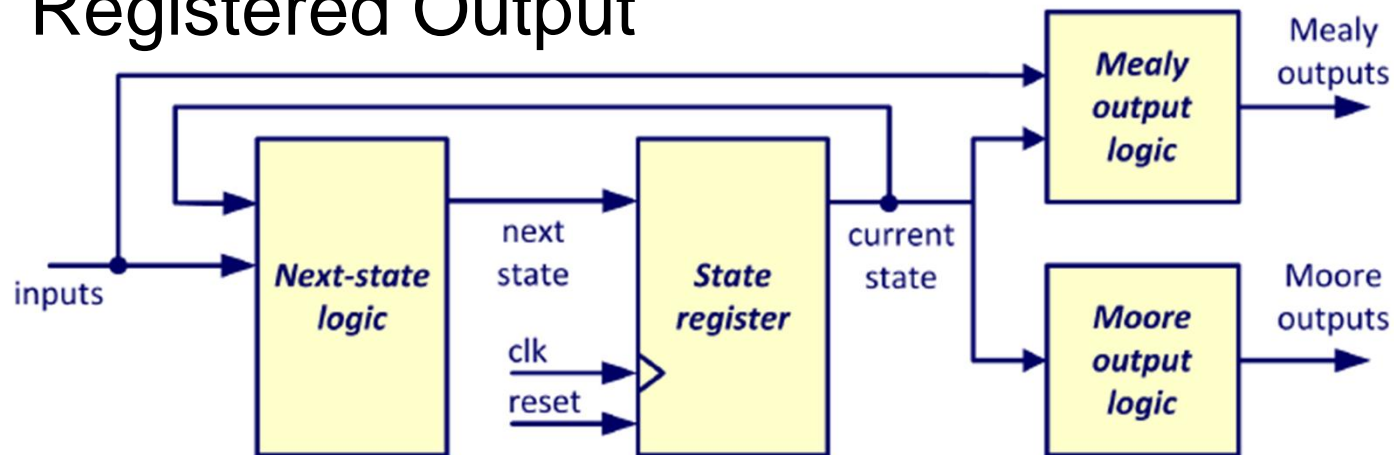 Registered Output
Mealy
outputs
Mealy
output
logic
next
state
current
state
inputs
Next-state
logic
State
register
clk
reset
Moore
outputs
Moore
output
logic